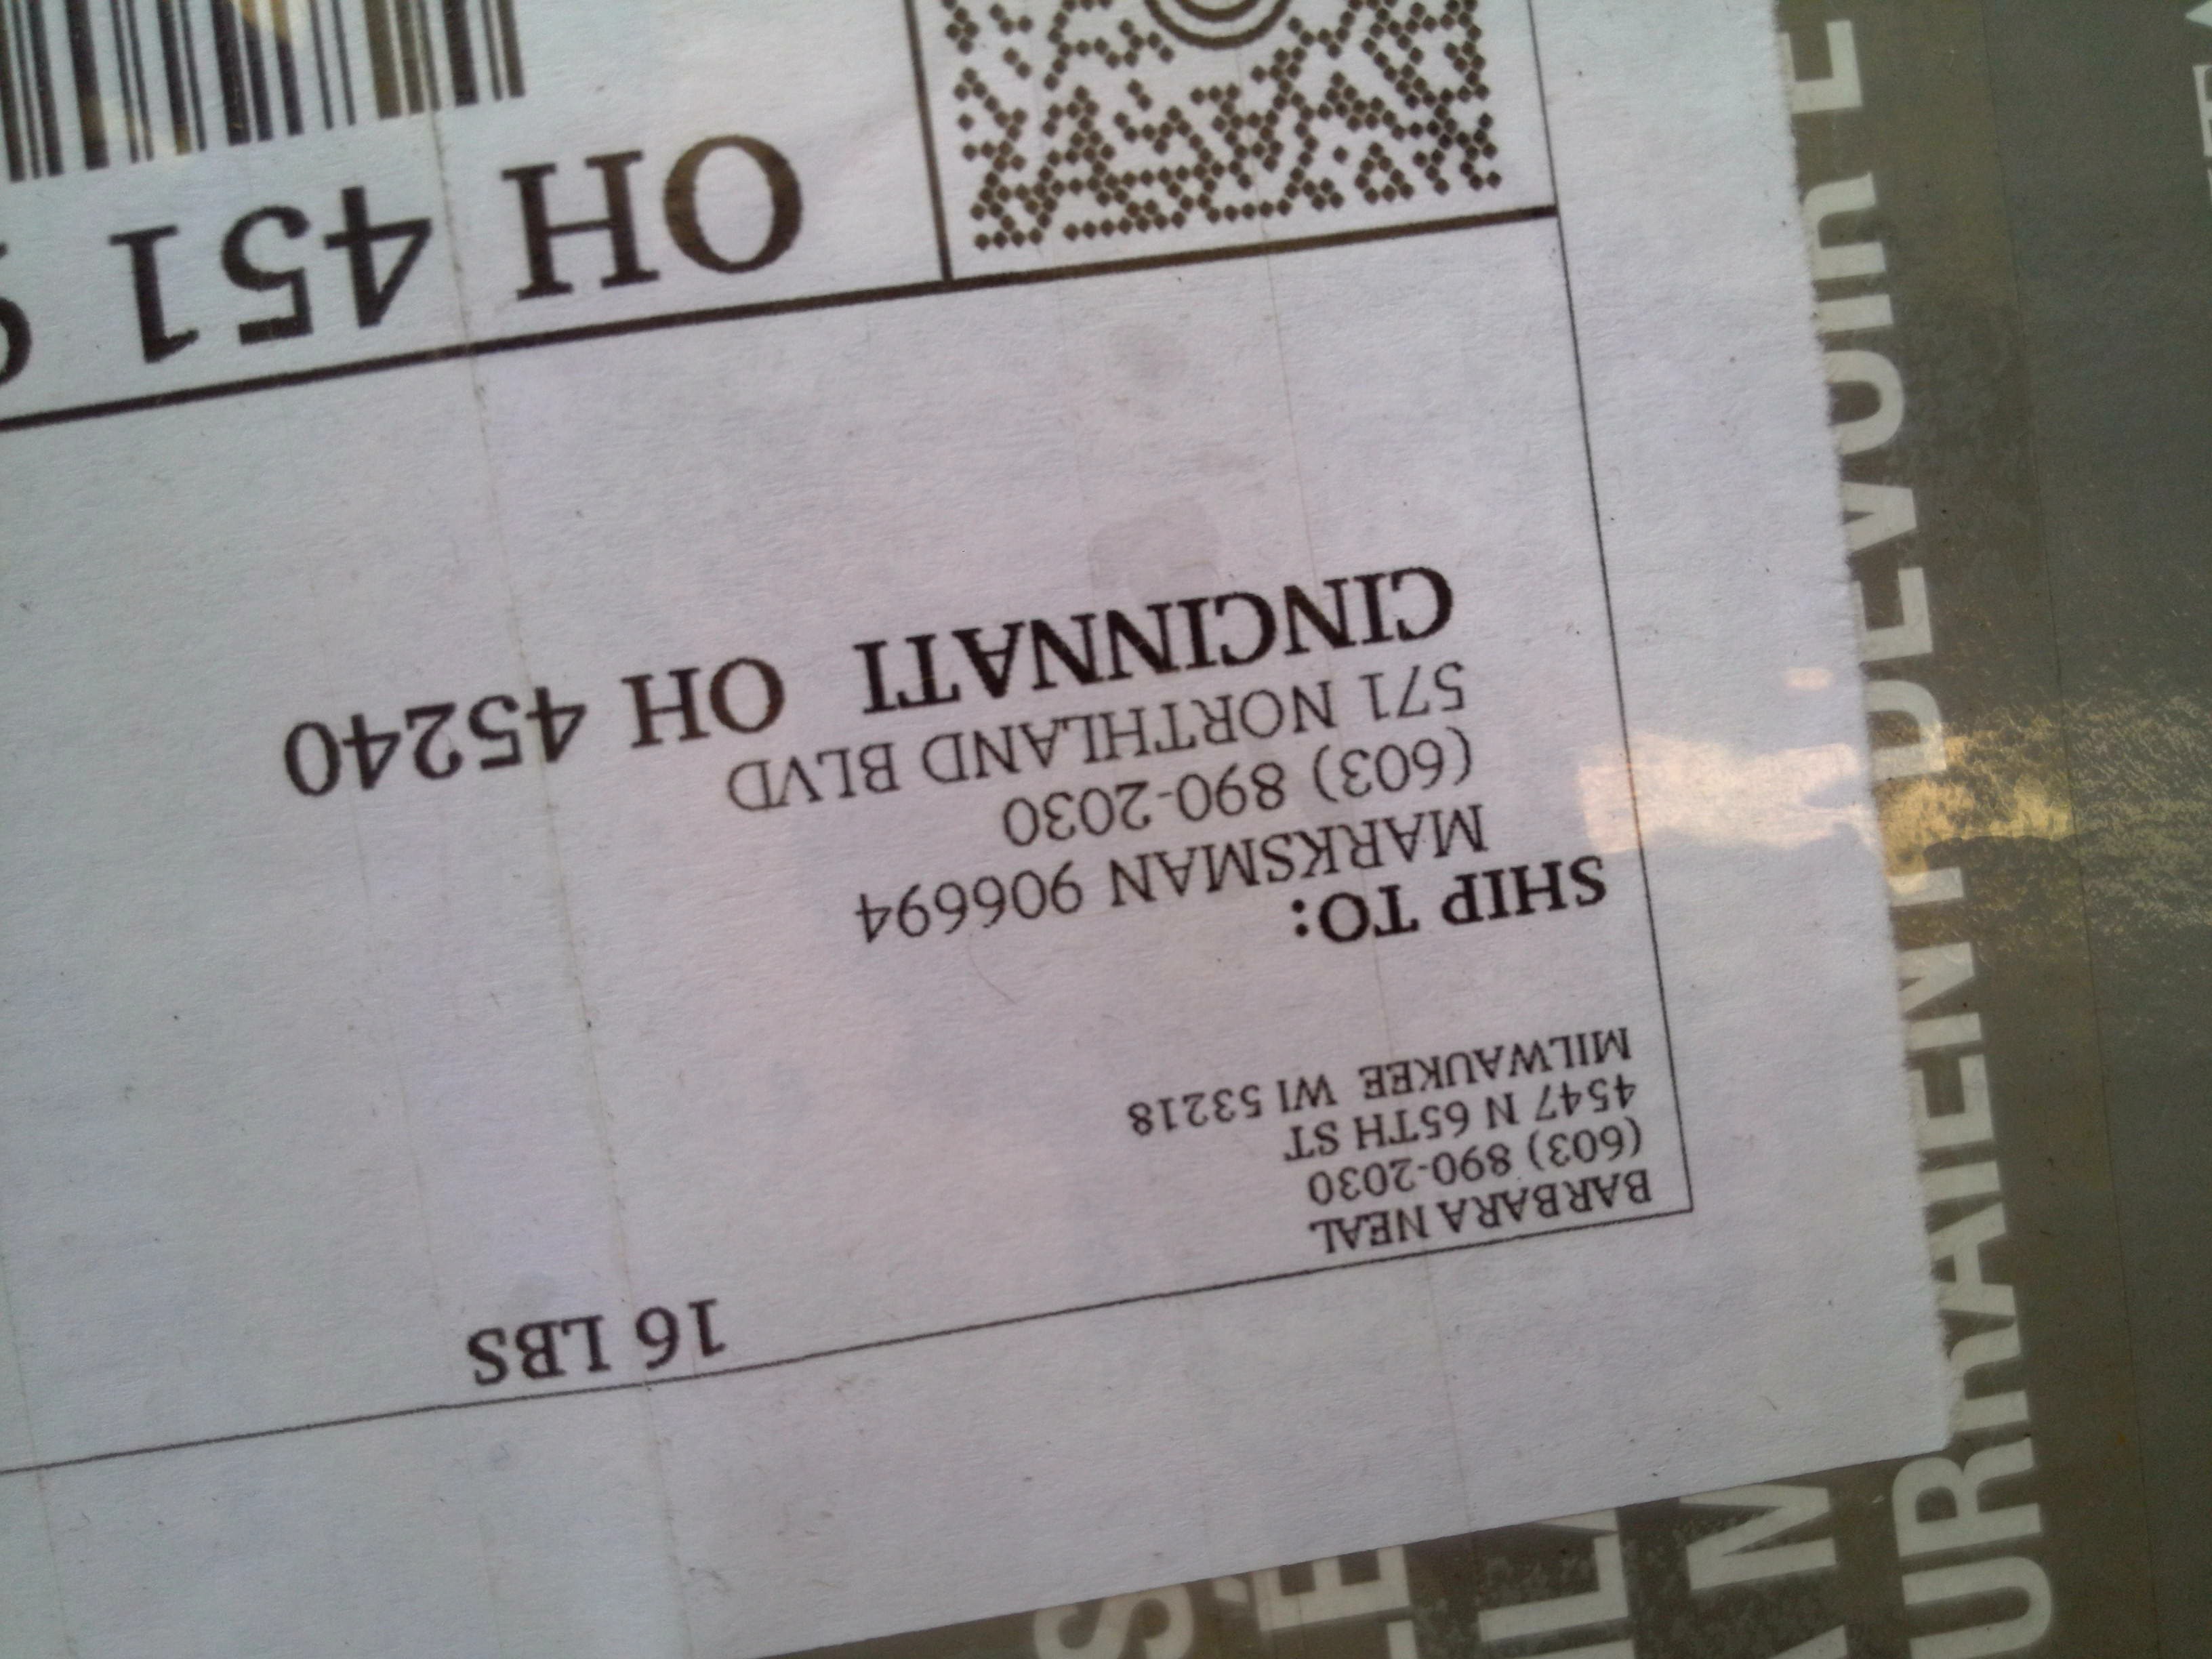 16 LBS
BARBARA NEAL
(603) 890-2030
4547 N 65TH ST
MILWAUKEE WI 53218
SHIP TO:
MARKSMAN 906694
(603) 890-2030
571 NORTHLAND BLVD
CINCINNATI OH 45240
OH 451